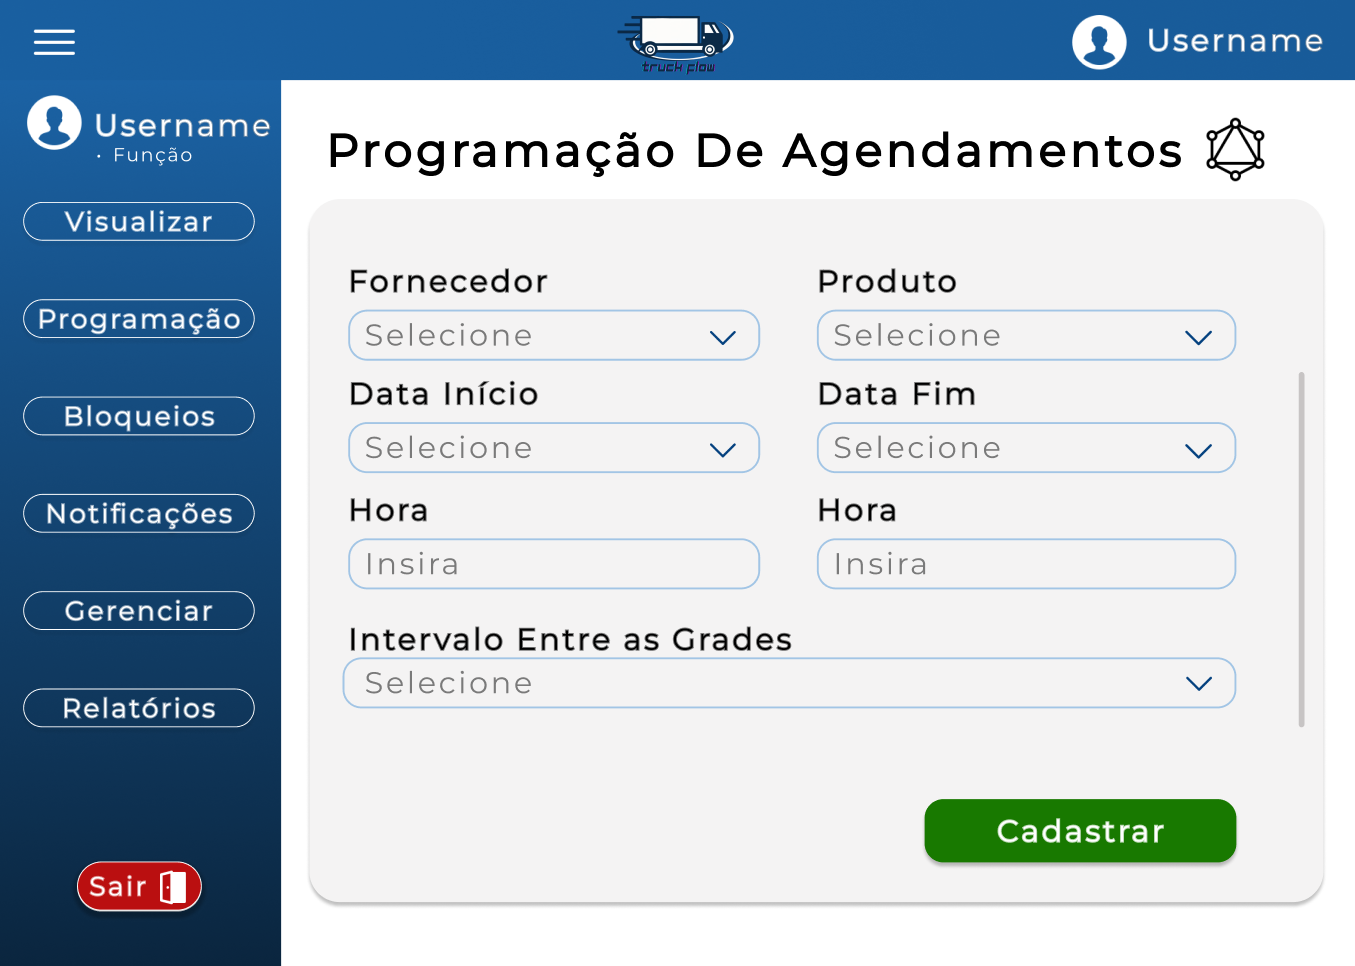 truck flow
Username
Username
• Função
Visualizar
Programação
Bloqueios
Notificações
Gerenciar
Relatórios
Sair
Programação De Agendamentos
Fornecedor
Selecione
Produto
Selecione
Data Início
Selecione
Data Fim
Selecione
Hora
Insira
Hora
Insira
Intervalo Entre as Grades
Selecione
Cadastrar